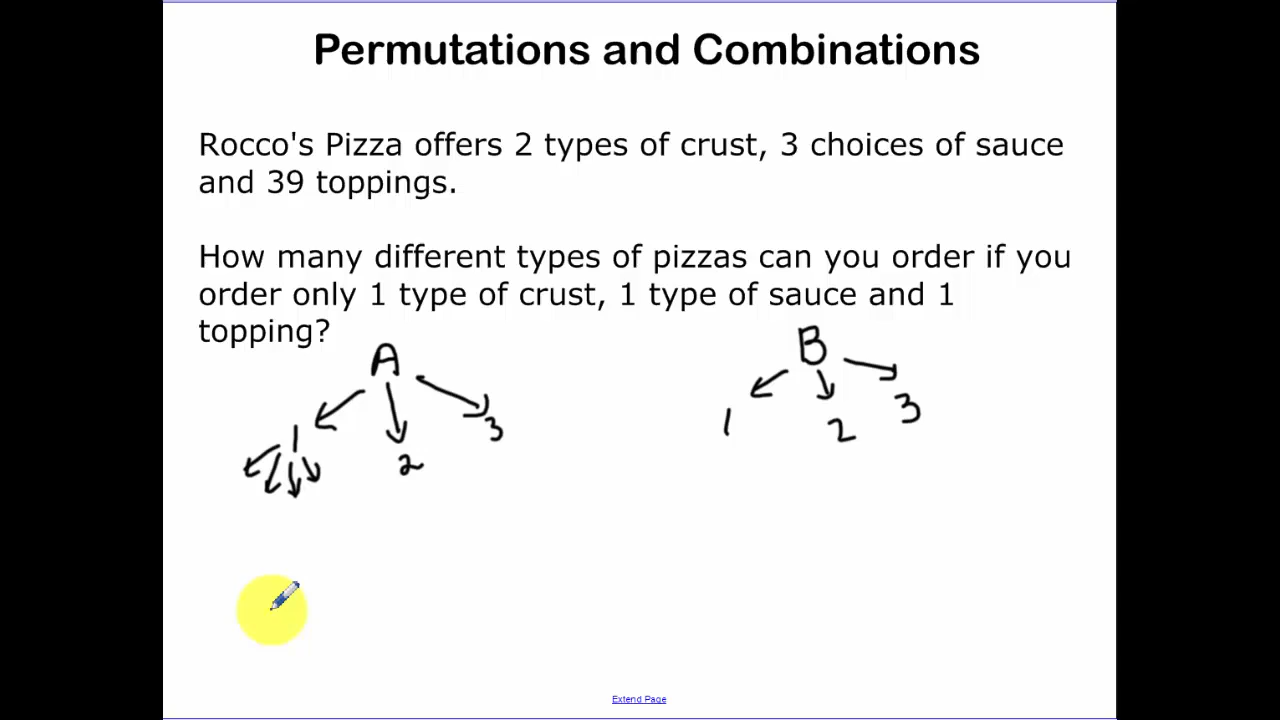 Permutations and Combinations
Rocco's Pizza offers 2 types of crust, 3 choices of sauce
and 39 toppings.
How many different types of pizzas can you order if you
order only 1 type of crust, 1 type of sauce and 1
topping?
A B
1 2 3 1 2 3
Extend Page